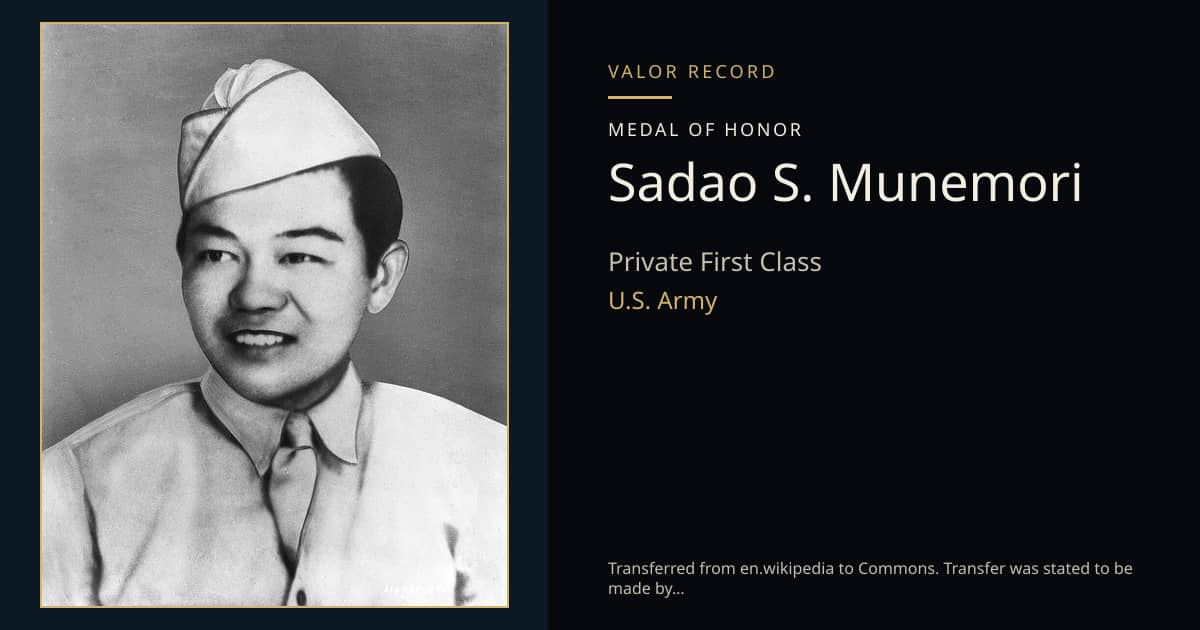 VALOR RECORD
MEDAL OF HONOR
Sadao S. Munemori
Private First Class
U.S. Army
Transferred from en.wikipedia to Commons. Transfer was stated to be
made by...